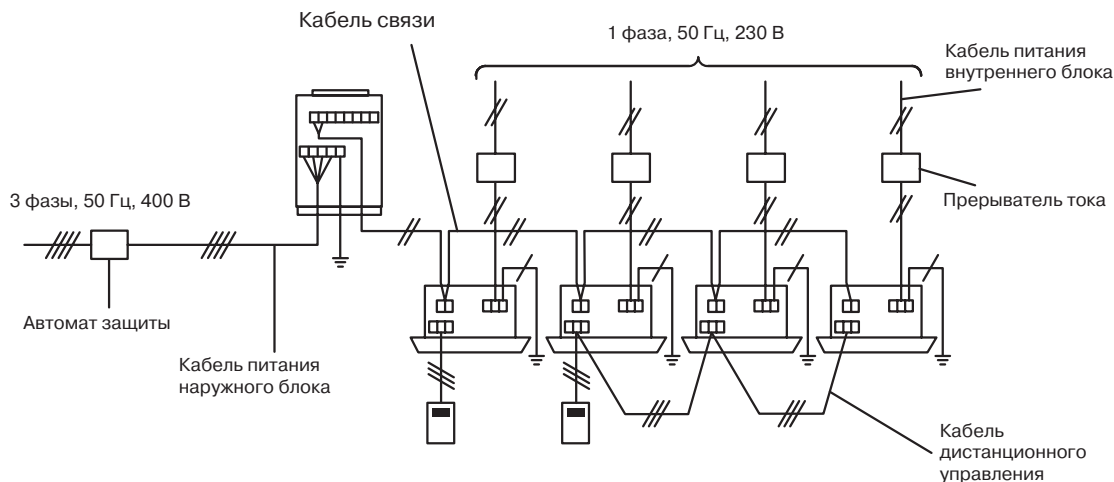 Кабель связи
1 фаза, 50 Гц, 230 В
Кабель питания
внутреннего блока
3 фазы, 50 Гц, 400 В
Прерыватель тока
Автомат защиты
Кабель питания
наружного блока
Кабель
дистанционного
управления